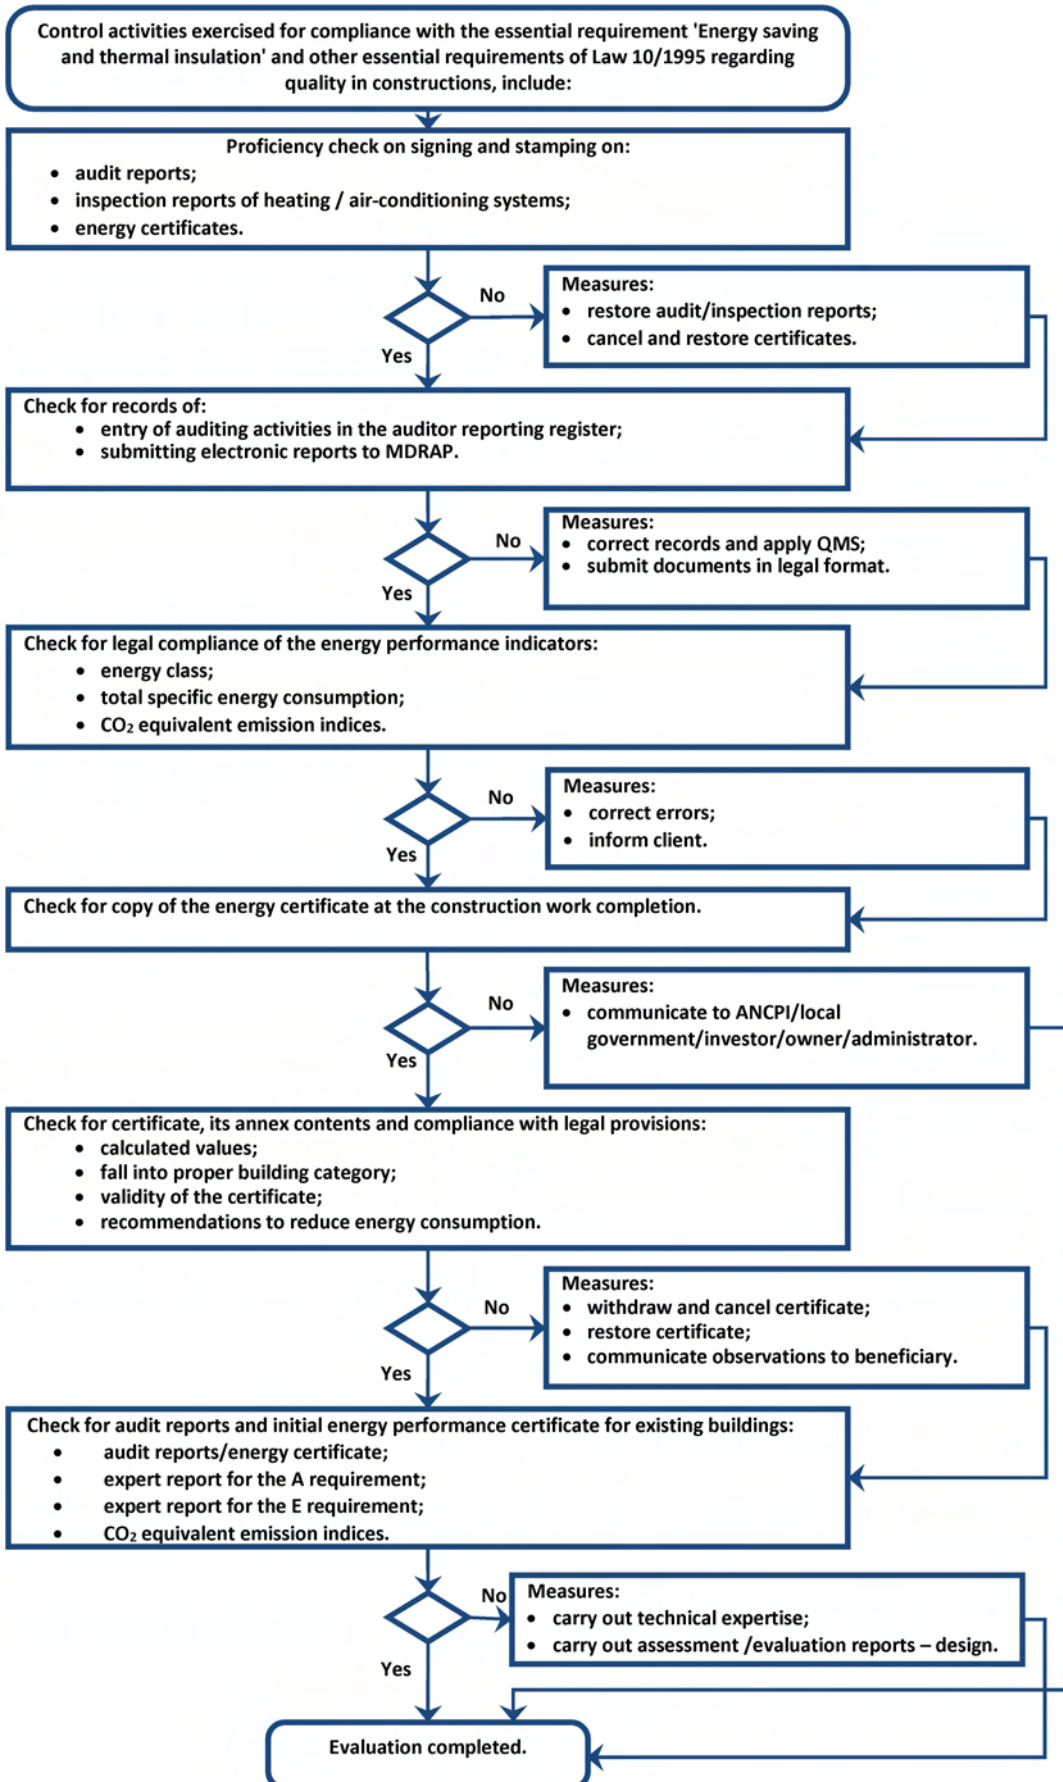 Control activities exercised for compliance with the essential requirement 'Energy saving
and thermal insulation' and other essential requirements of Law 10/1995 regarding
quality in constructions, include:
Proficiency check on signing and stamping on:
• audit reports;
• inspection reports of heating / air-conditioning systems;
• energy certificates.
No
Measures:
• restore audit/inspection reports;
• cancel and restore certificates.
Yes
Check for records of:
• entry of auditing activities in the auditor reporting register;
• submitting electronic reports to MDRAP.
No
Measures:
• correct records and apply QMS;
• submit documents in legal format.
Yes
Check for legal compliance of the energy performance indicators:
• energy class;
• total specific energy consumption;
• CO₂ equivalent emission indices.
No
Measures:
• correct errors;
• inform client.
Yes
Check for copy of the energy certificate at the construction work completion.
No
Measures:
• communicate to ANCPI/local
government/investor/owner/administrator.
Yes
Check for certificate, its annex contents and compliance with legal provisions:
• calculated values;
• fall into proper building category;
• validity of the certificate;
• recommendations to reduce energy consumption.
No
Measures:
• withdraw and cancel certificate;
• restore certificate;
• communicate observations to beneficiary.
Yes
Check for audit reports and initial energy performance certificate for existing buildings:
• audit reports/energy certificate;
• expert report for the A requirement;
• expert report for the E requirement;
• CO₂ equivalent emission indices.
No
Measures:
• carry out technical expertise;
• carry out assessment /evaluation reports – design.
Yes
Evaluation completed.